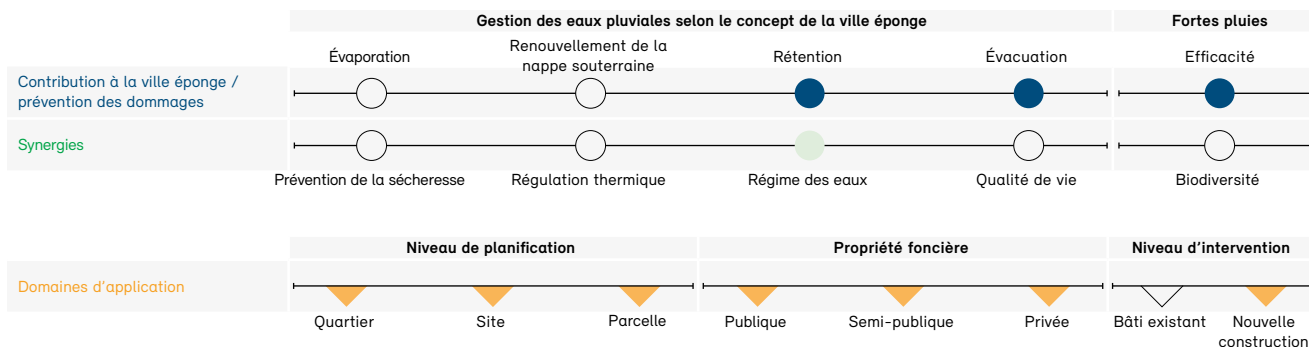 Gestion des eaux pluviales selon le concept de la ville éponge
Fortes pluies
Évaporation
Renouvellement de la
nappe souterraine
Rétention
Évacuation
Efficacité
Contribution à la ville éponge /
prévention des dommages
Synergies
Prévention de la sécheresse
Régulation thermique
Régime des eaux
Qualité de vie
Biodiversité
Niveau de planification
Propriété foncière
Niveau d'intervention
Domaines d'application
Quartier
Site
Parcelle
Publique
Semi-publique
Privée
Bâti existant
Nouvelle
construction